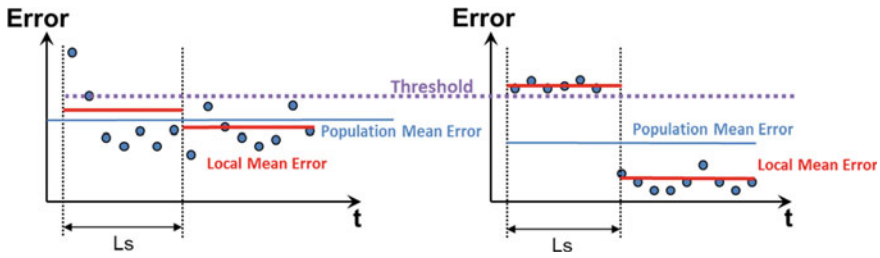 Error
Threshold
Population Mean Error
Local Mean Error
t
Ls
Error
Population Mean Error
Local Mean Error
t
Ls